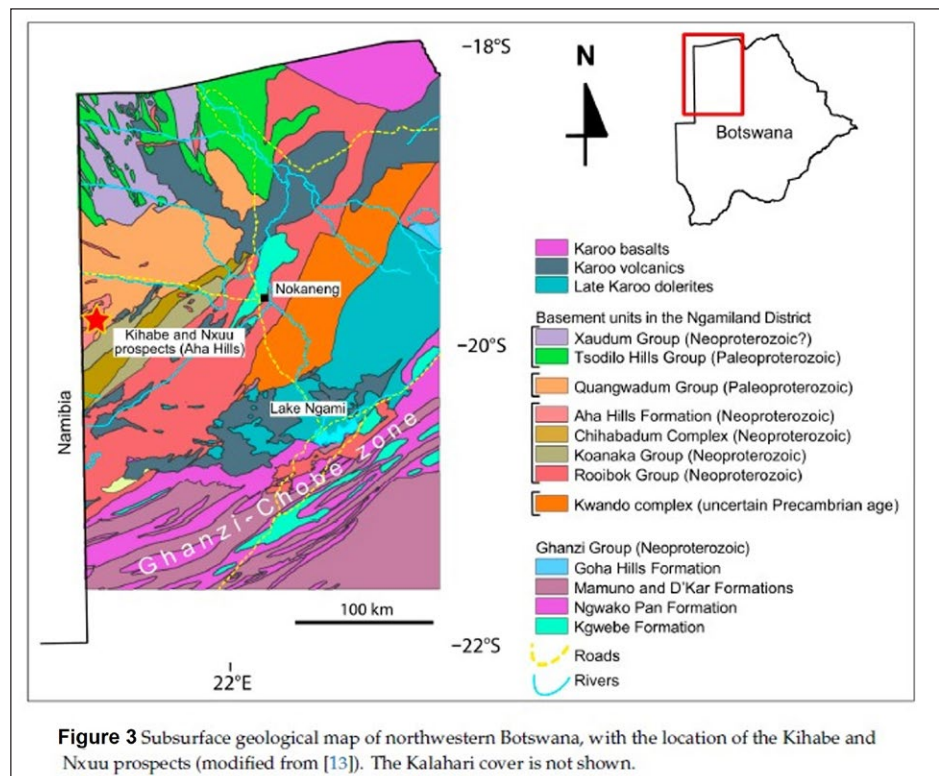 −18°S
N
Botswana
Karoo basalts
Karoo volcanics
Late Karoo dolerites
Nokaneng
Basement units in the Ngamiland District
Xaudum Group (Neoproterozoic?)
Tsodilo Hills Group (Paleoproterozoic)
Kihabe and Nxuu
prospects (Aha Hills)
−20°S
Quangwadum Group (Paleoproterozoic)
Namibia
Lake Ngami
Aha Hills Formation (Neoproterozoic)
Chihabadum Complex (Neoproterozoic)
Koanaka Group (Neoproterozoic)
Rooibok Group (Neoproterozoic)
Ghanzi-Chobe zone
Kwando complex (uncertain Precambrian age)
Ghanzi Group (Neoproterozoic)
Goha Hills Formation
Mamuno and D'Kar Formations
Ngwako Pan Formation
Kgwebe Formation
100 km
−22°S
22°E
Roads
Rivers
Figure 3 Subsurface geological map of northwestern Botswana, with the location of the Kihabe and
Nxuu prospects (modified from [13]). The Kalahari cover is not shown.